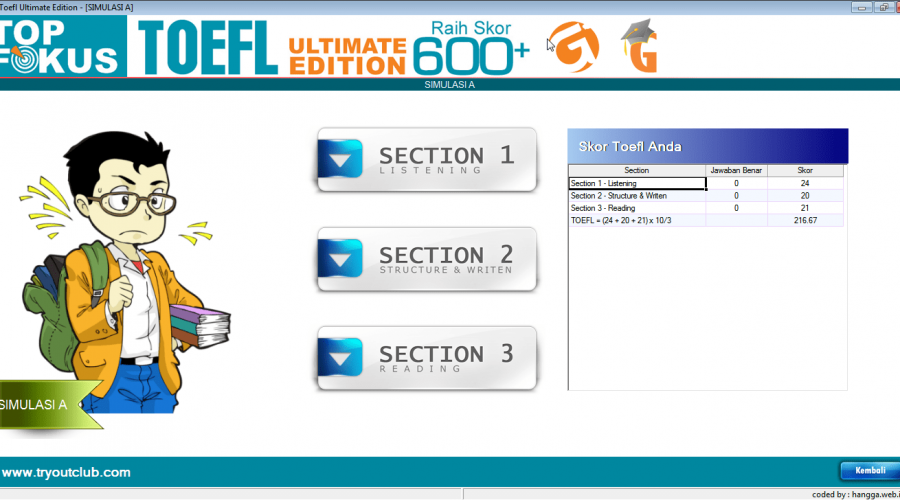 Toefl Ultimate Edition - [SIMULASI A]
TOP
FOKUS
TOEFL
ULTIMATE
EDITION
Raih Skor
600+
SIMULASI A
SECTION 1
LISTENING
SECTION 2
STRUCTURE & WRITEN
SECTION 3
READING
Skor Toefl Anda
Section Jawaban Benar Skor
Section 1 - Listening 0 24
Section 2 - Structure & Writen 0 20
Section 3 - Reading 0 21
TOEFL = (24 + 20 + 21) x 10/3 216.67
SIMULASI A
www.tryoutclub.com
Kembali
coded by : hangga.web.i